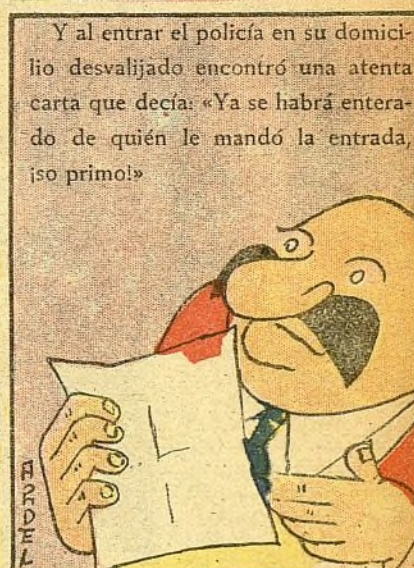 Y al entrar el policía en su domici-
lio desvalijado encontró una atenta
carta que decía: «Ya se habrá entera-
do de quién le mandó la entrada,
¡so primo!»
ARDEL